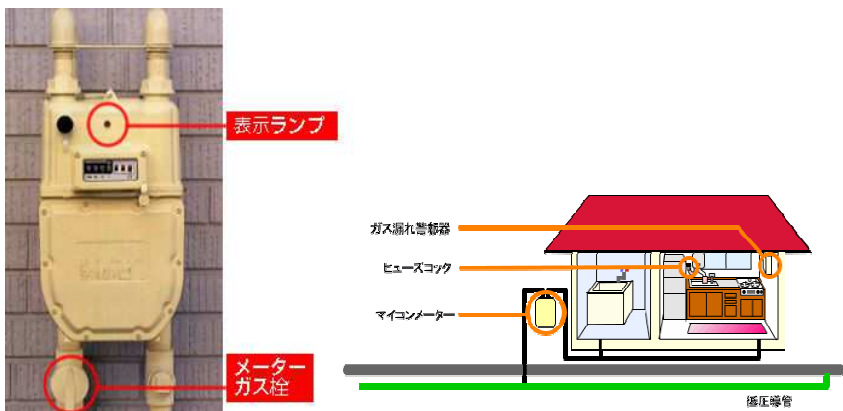 表示ランプ
メーター
ガス栓
ガス漏れ警報器
ヒューズコック
マイコンメーター
低圧導管